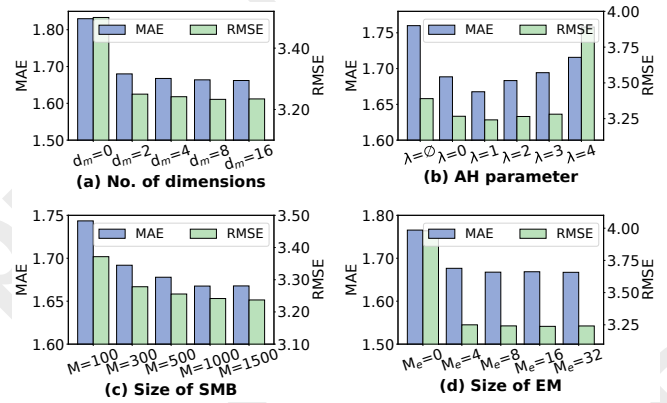 MAE RMSE
1.80
1.70
1.60
1.50
MAE
3.40
3.20
RMSE
d_m=0 d_m=2 d_m=4 d_m=8 d_m=16
(a) No. of dimensions
MAE RMSE
1.75
1.70
1.65
1.60
MAE
4.00
3.75
3.50
3.25
RMSE
λ=∅ λ=0 λ=1 λ=2 λ=3 λ=4
(b) AH parameter
MAE RMSE
1.75
1.70
1.65
1.60
MAE
3.50
3.40
3.30
3.20
3.10
RMSE
M=100 M=300 M=500 M=1000 M=1500
(c) Size of SMB
MAE RMSE
1.80
1.70
1.60
1.50
MAE
4.00
3.75
3.50
3.25
RMSE
M_e=0 M_e=4 M_e=8 M_e=16 M_e=32
(d) Size of EM